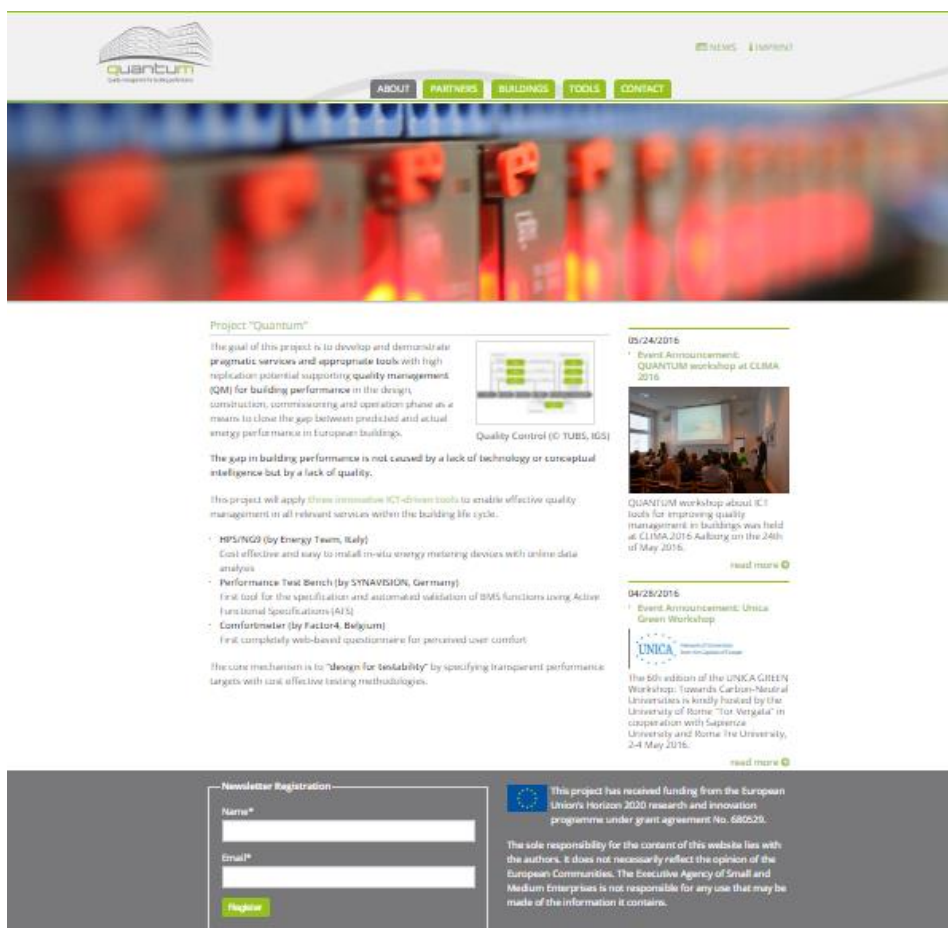 quantum
Quality management for building performance
NEWS IMPRINT
ABOUT PARTNERS BUILDINGS TOOLS CONTACT
Project "Quantum"
The goal of this project is to develop and demonstrate
pragmatic services and appropriate tools with high
replication potential supporting quality management
(QM) for building performance in the design,
construction, commissioning and operation phase as a
means to close the gap between predicted and actual
energy performance in European buildings.
Quality Control (© TUBS, IGS)
The gap in building performance is not caused by a lack of technology or conceptual
intelligence but by a lack of quality.
This project will apply three innovative ICT-driven tools to enable effective quality
management in all relevant services within the building life cycle.
HPS/NG9 (by Energy Team, Italy)
Cost effective and easy to install in-situ energy metering devices with online data
analysis
Performance Test Bench (by SYNAVISION, Germany)
First tool for the specification and automated validation of BMS functions using Active
Functional Specifications (AFS)
Comfortmeter (by Factor4, Belgium)
First completely web-based questionnaire for perceived user comfort
The core mechanism is to "design for testability" by specifying transparent performance
targets with cost effective testing methodologies.
05/24/2016
Event Announcement:
QUANTUM workshop at CLIMA
2016
QUANTUM workshop about ICT
tools for improving quality
management in buildings was held
at CLIMA 2016 Aalborg on the 24th
of May 2016.
read more
04/28/2016
Event Announcement: Unica
Green Workshop
UNICA
The 6th edition of the UNICA GREEN
Workshop: Towards Carbon-Neutral
Universities is kindly hosted by the
University of Rome "Tor Vergata" in
cooperation with Sapienza
University and Roma Tre University,
2-4 May 2016.
read more
Newsletter Registration
Name*
Email*
Register
This project has received funding from the European
Union's Horizon 2020 research and innovation
programme under grant agreement No. 680529.
The sole responsibility for the content of this website lies with
the authors. It does not necessarily reflect the opinion of the
European Communities. The Executive Agency of Small and
Medium Enterprises is not responsible for any use that may be
made of the information it contains.